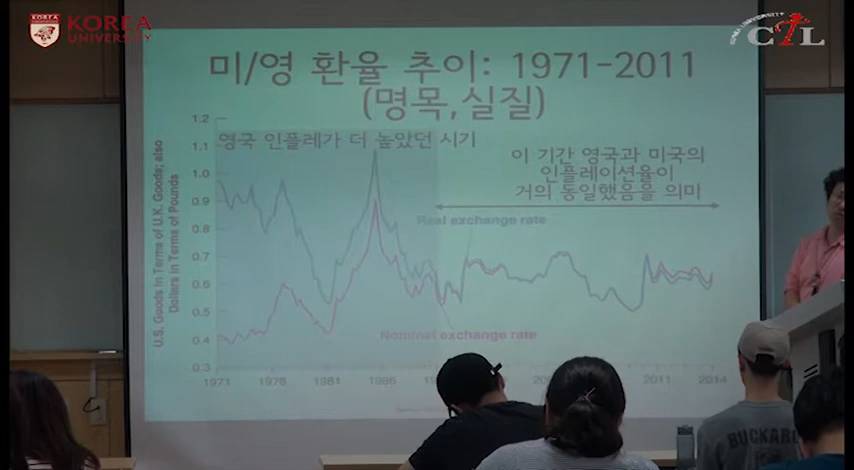 KOREA
UNIVERSITY
CTL
미/영 환율 추이: 1971-2011
(명목,실질)
영국 인플레가 더 높았던 시기
이 기간 영국과 미국의
인플레이션율이
거의 동일했음을 의미
Real exchange rate
Nominal exchange rate
U.S. Goods in Terms of U.K. Goods; also
Dollars in Terms of Pounds
1.2
1.1
1.0
0.9
0.8
0.7
0.6
0.5
0.4
0.3
1971
1976
1981
1986
2011
2014
BUCKARO